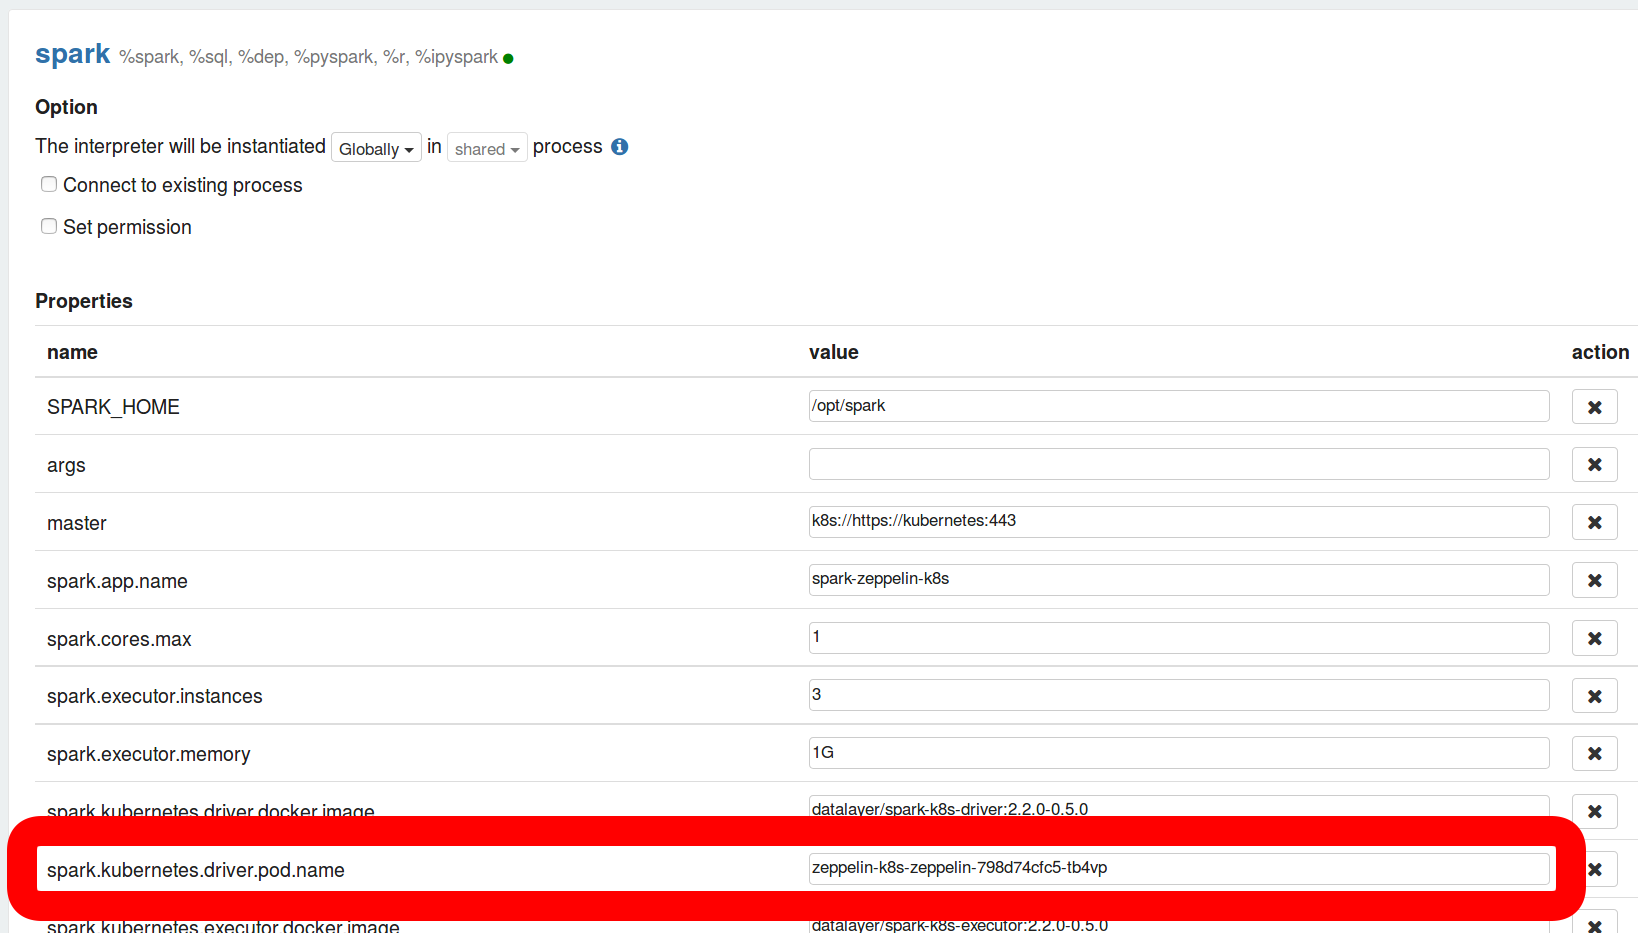 spark %spark, %sql, %dep, %pyspark, %r, %ipyspark
Option
The interpreter will be instantiated Globally in shared process
Connect to existing process
Set permission
Properties
name value action
SPARK_HOME /opt/spark
args
master k8s://https://kubernetes:443
spark.app.name spark-zeppelin-k8s
spark.cores.max 1
spark.executor.instances 3
spark.executor.memory 1G
spark.kubernetes.driver.docker.image datalayer/spark-k8s-driver:2.2.0-0.5.0
spark.kubernetes.driver.pod.name zeppelin-k8s-zeppelin-798d74cfc5-tb4vp
spark.kubernetes.executor.docker.image datalayer/spark-k8s-executor:2.2.0-0.5.0